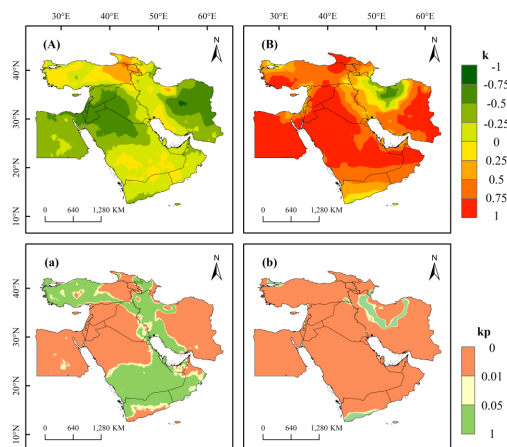 30°E 40°E 50°E 60°E 30°E 40°E 50°E 60°E
(A) N (B) N
40°N
30°N
20°N
10°N
0 640 1,280 KM 0 640 1,280 KM
k
-1
-0.75
-0.5
-0.25
0
0.25
0.5
0.75
1
(a) N (b) N
40°N
30°N
20°N
10°N
0 640 1,280 KM 0 640 1,280 KM
kp
0
0.01
0.05
1